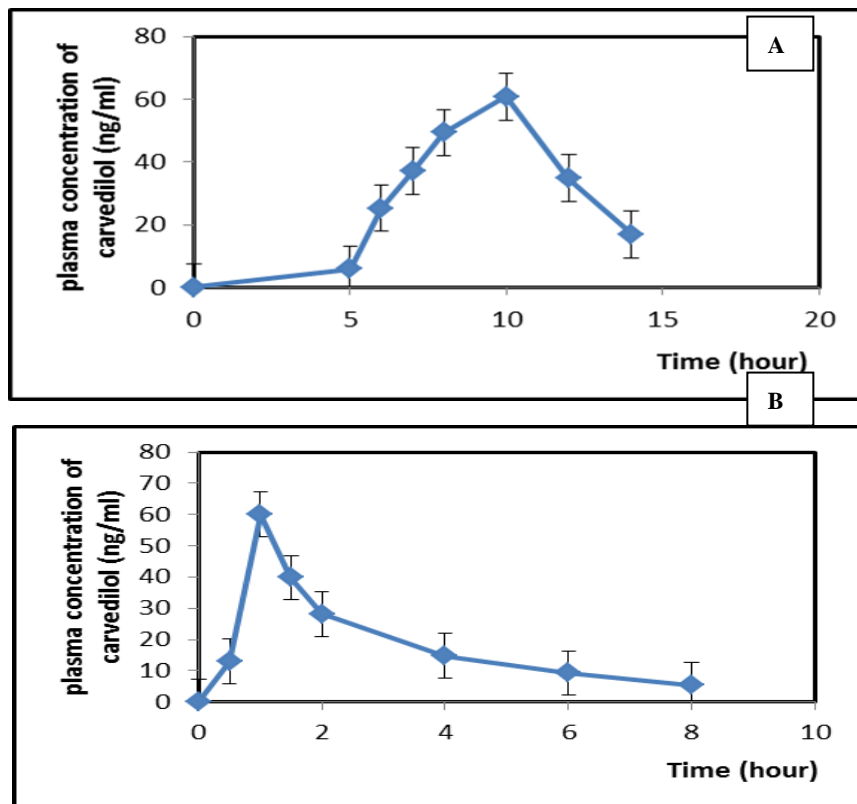 A
plasma concentration of
carvedilol (ng/ml)
80
60
40
20
0
0 5 10 15 20
Time (hour)
B
plasma concentration of
carvedilol (ng/ml)
80
70
60
50
40
30
20
10
0
0 2 4 6 8 10
Time (hour)